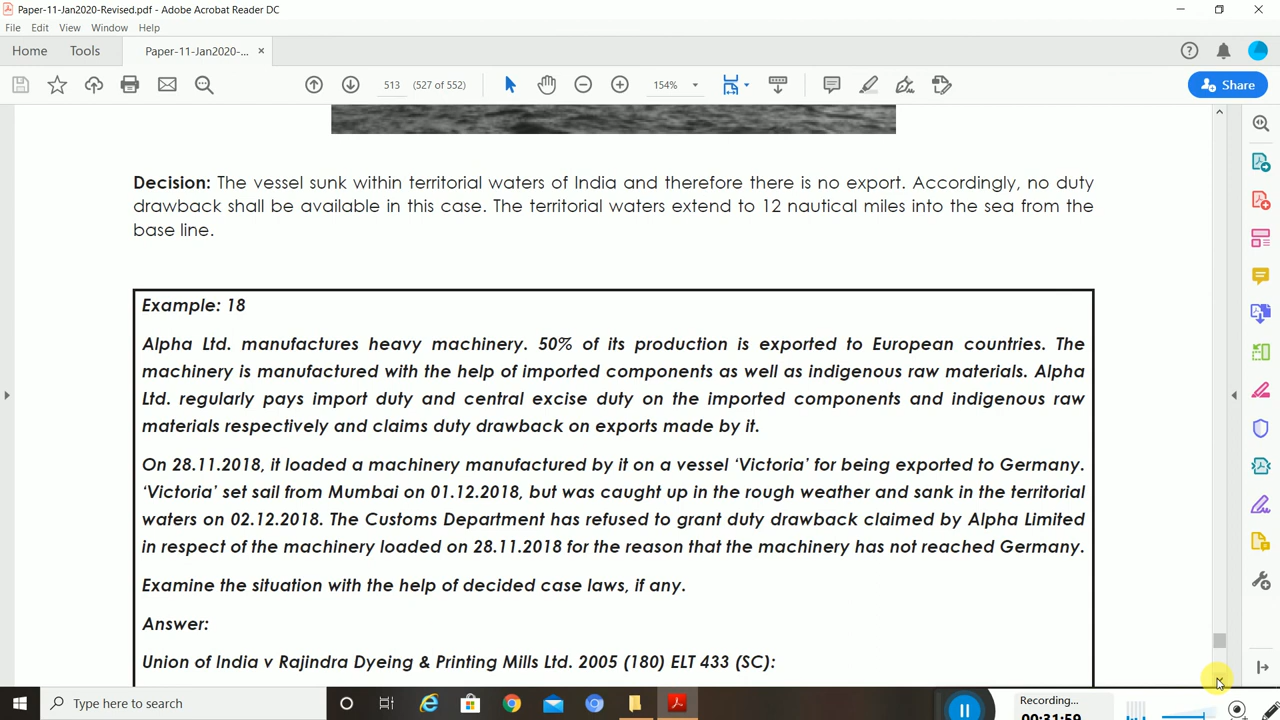 Paper-11-Jan2020-Revised.pdf - Adobe Acrobat Reader DC
File Edit View Window Help
Home Tools Paper-11-Jan2020-... ×
513 (527 of 552) 154% Share
Decision: The vessel sunk within territorial waters of India and therefore there is no export. Accordingly, no duty
drawback shall be available in this case. The territorial waters extend to 12 nautical miles into the sea from the
base line.
Example: 18
Alpha Ltd. manufactures heavy machinery. 50% of its production is exported to European countries. The
machinery is manufactured with the help of imported components as well as indigenous raw materials. Alpha
Ltd. regularly pays import duty and central excise duty on the imported components and indigenous raw
materials respectively and claims duty drawback on exports made by it.
On 28.11.2018, it loaded a machinery manufactured by it on a vessel ‘Victoria’ for being exported to Germany.
‘Victoria’ set sail from Mumbai on 01.12.2018, but was caught up in the rough weather and sank in the territorial
waters on 02.12.2018. The Customs Department has refused to grant duty drawback claimed by Alpha Limited
in respect of the machinery loaded on 28.11.2018 for the reason that the machinery has not reached Germany.
Examine the situation with the help of decided case laws, if any.
Answer:
Union of India v Rajindra Dyeing & Printing Mills Ltd. 2005 (180) ELT 433 (SC):
Type here to search
Recording...
00:31:59